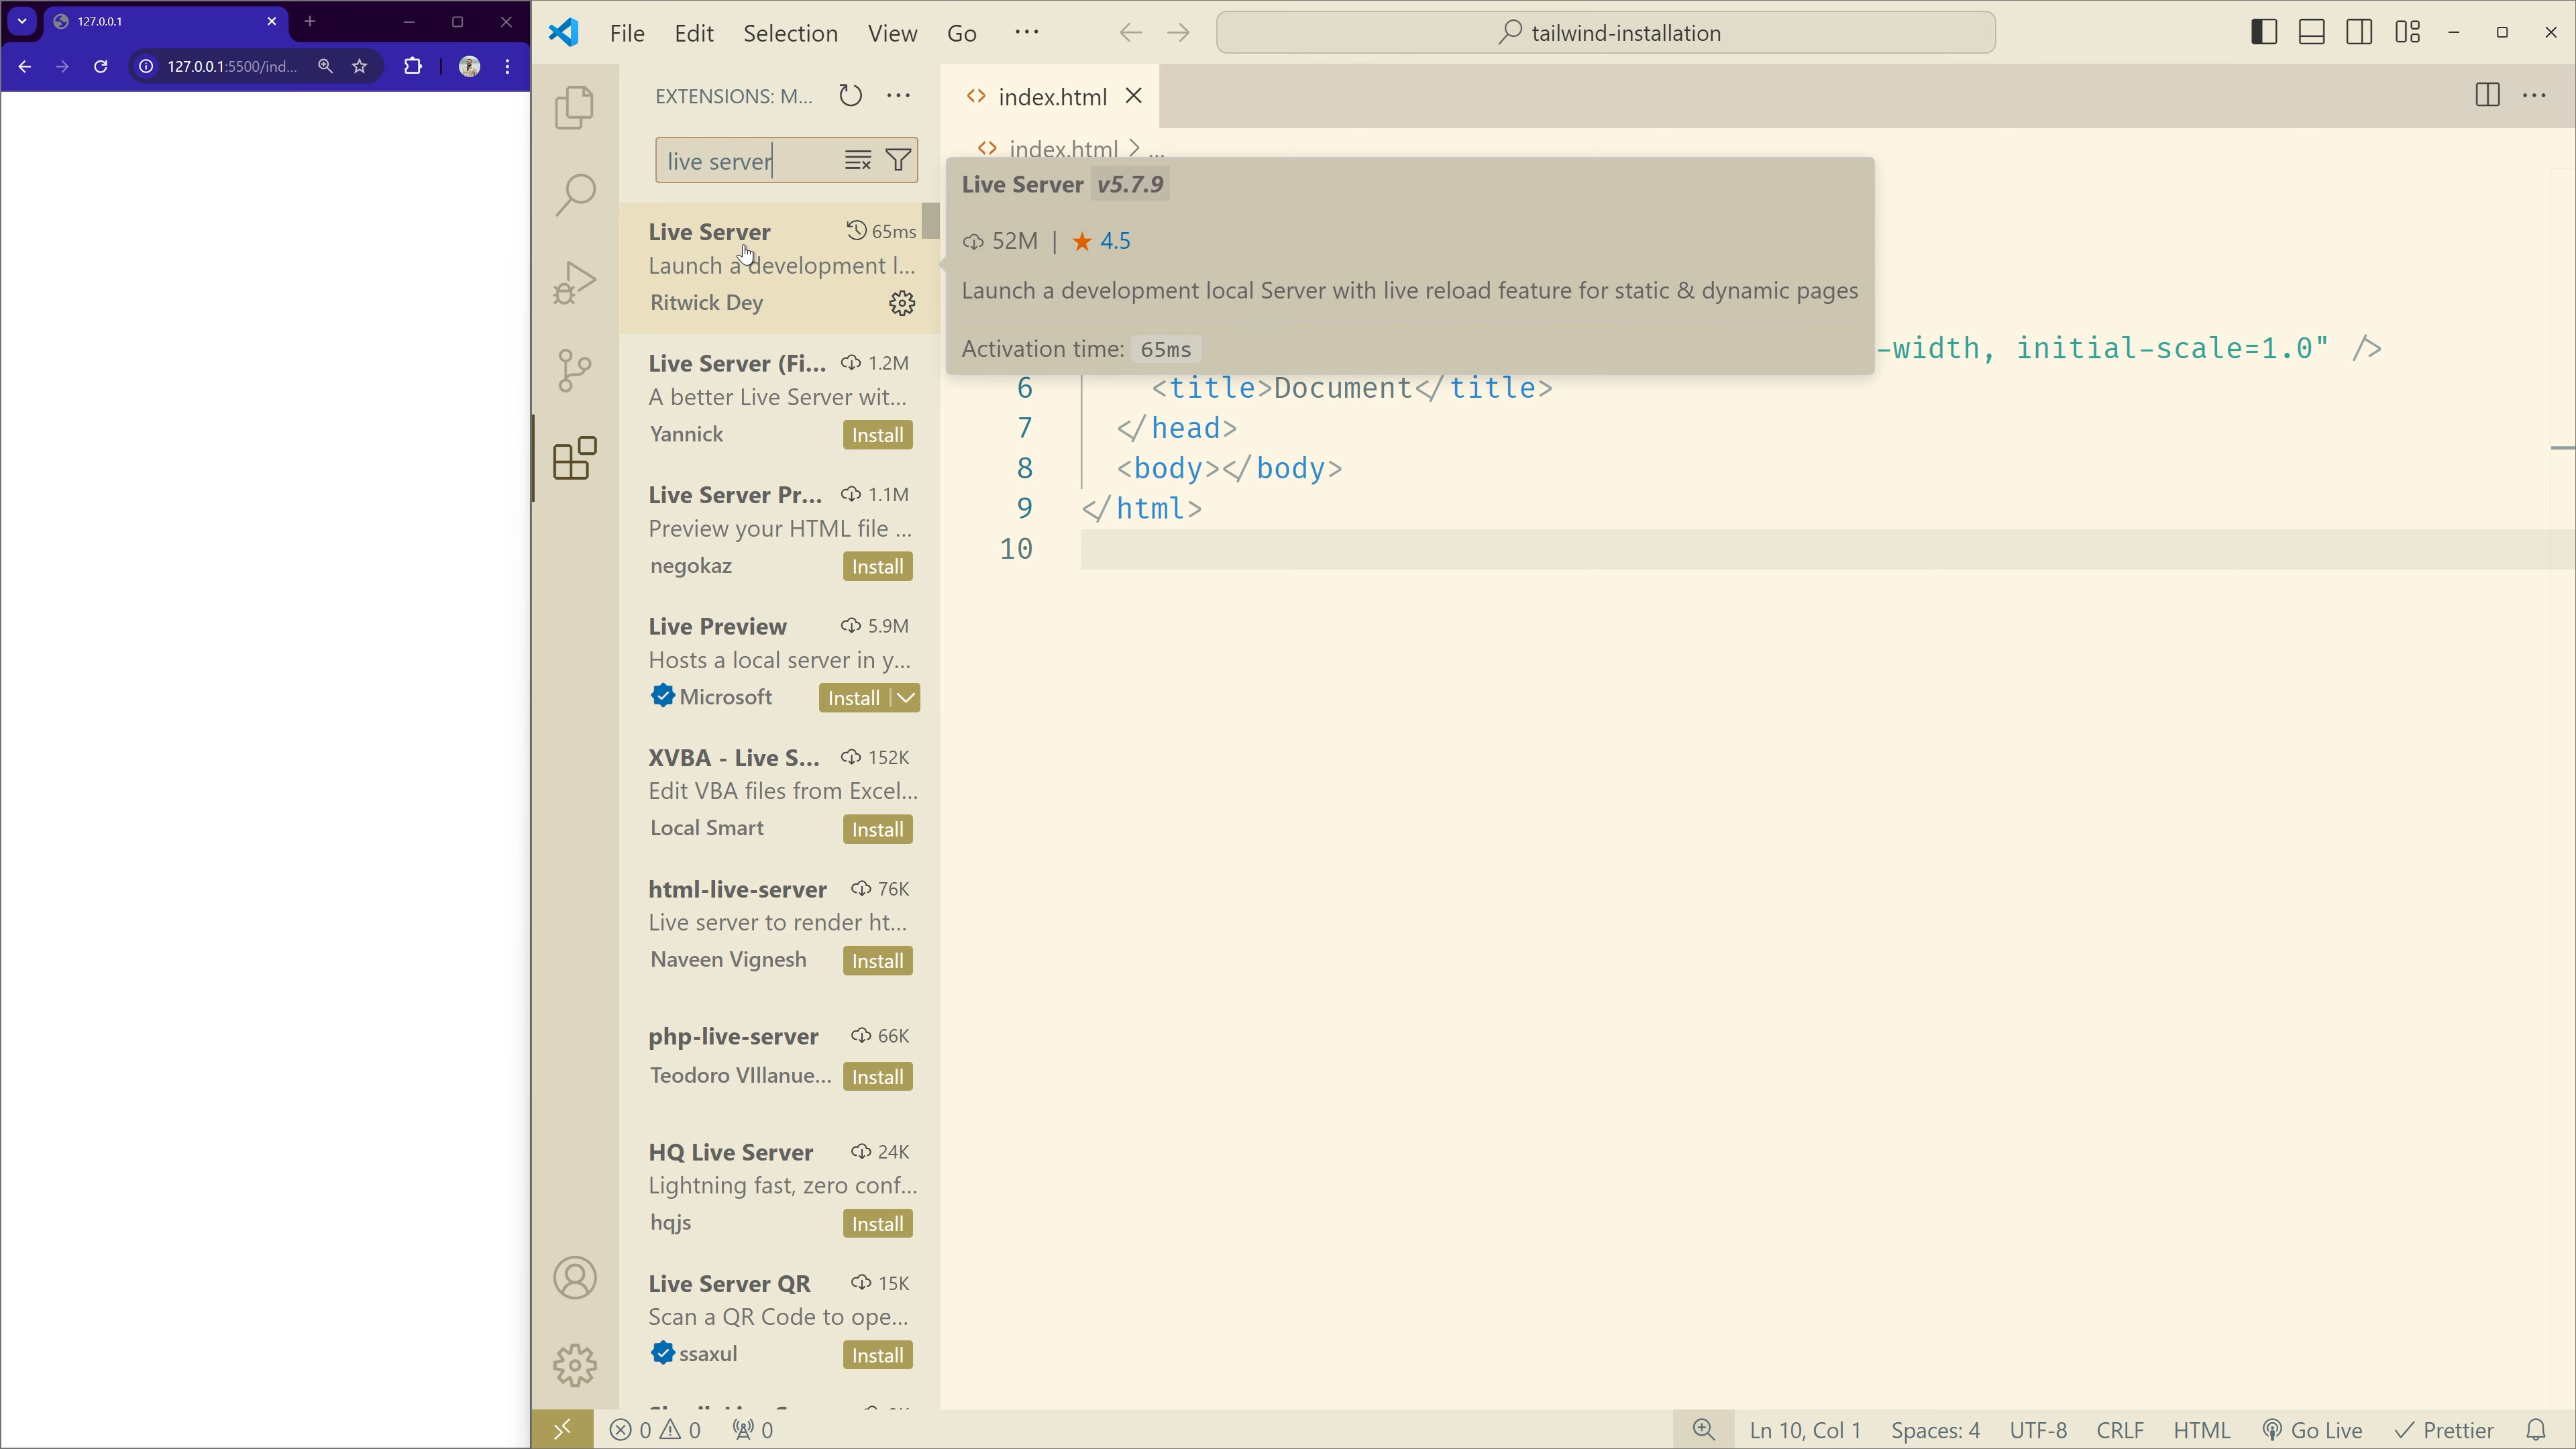 127.0.0.1
127.0.0.1:5500/ind...
File Edit Selection View Go ...
tailwind-installation
EXTENSIONS: M...
live server
Live Server 65ms
Launch a development l...
Ritwick Dey
Live Server (Fi... 1.2M
A better Live Server wit...
Yannick Install
Live Server Pr... 1.1M
Preview your HTML file ...
negokaz Install
Live Preview 5.9M
Hosts a local server in y...
Microsoft Install
XVBA - Live S... 152K
Edit VBA files from Excel...
Local Smart Install
html-live-server 76K
Live server to render ht...
Naveen Vignesh Install
php-live-server 66K
Teodoro VIllanue... Install
HQ Live Server 24K
Lightning fast, zero conf...
hqjs Install
Live Server QR 15K
Scan a QR Code to ope...
ssaxul Install
index.html
index.html > ...
Live Server v5.7.9
52M | ★ 4.5
Launch a development local Server with live reload feature for static & dynamic pages
Activation time: 65ms
-width, initial-scale=1.0" />
6 <title>Document</title>
7 </head>
8 <body></body>
9 </html>
10
0 0 0
Ln 10, Col 1 Spaces: 4 UTF-8 CRLF HTML Go Live Prettier